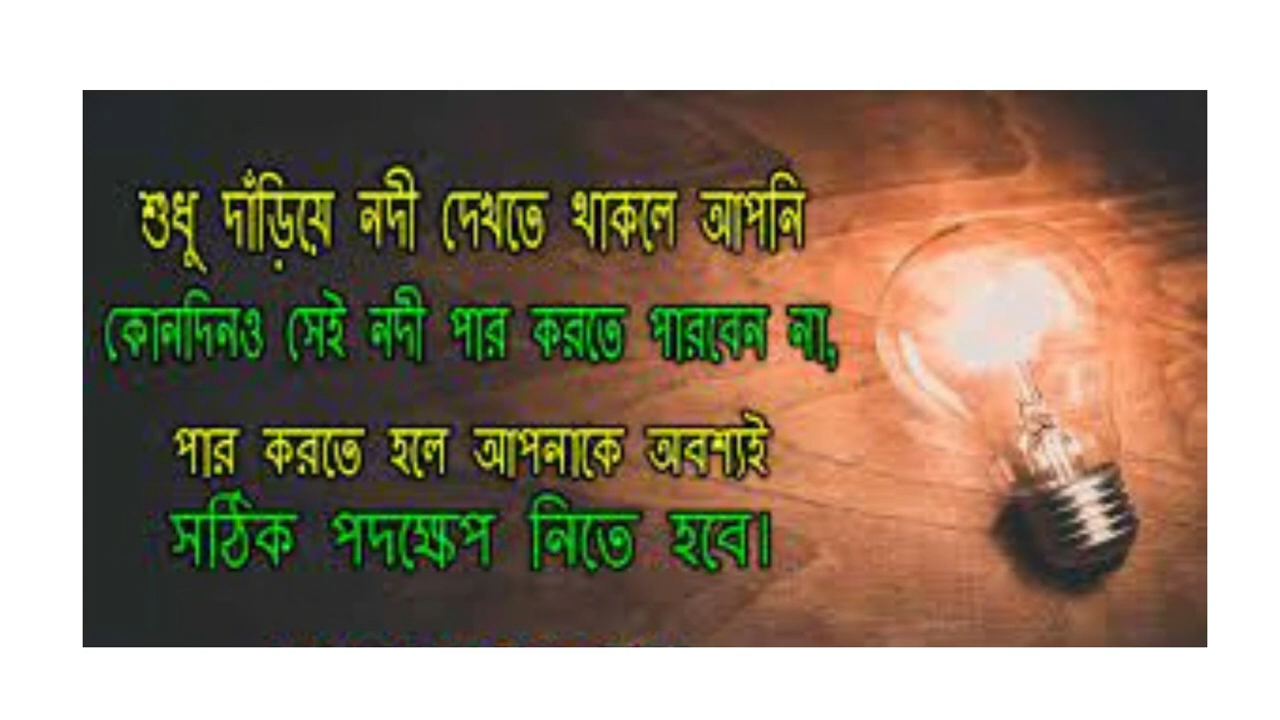 শুধু দাঁড়িয়ে নদী দেখতে থাকলে আপনি
কোনদিনও সেই নদী পার করতে পারবেন না,
পার করতে হলে আপনাকে অবশ্যই
সঠিক পদক্ষেপ নিতে হবে।